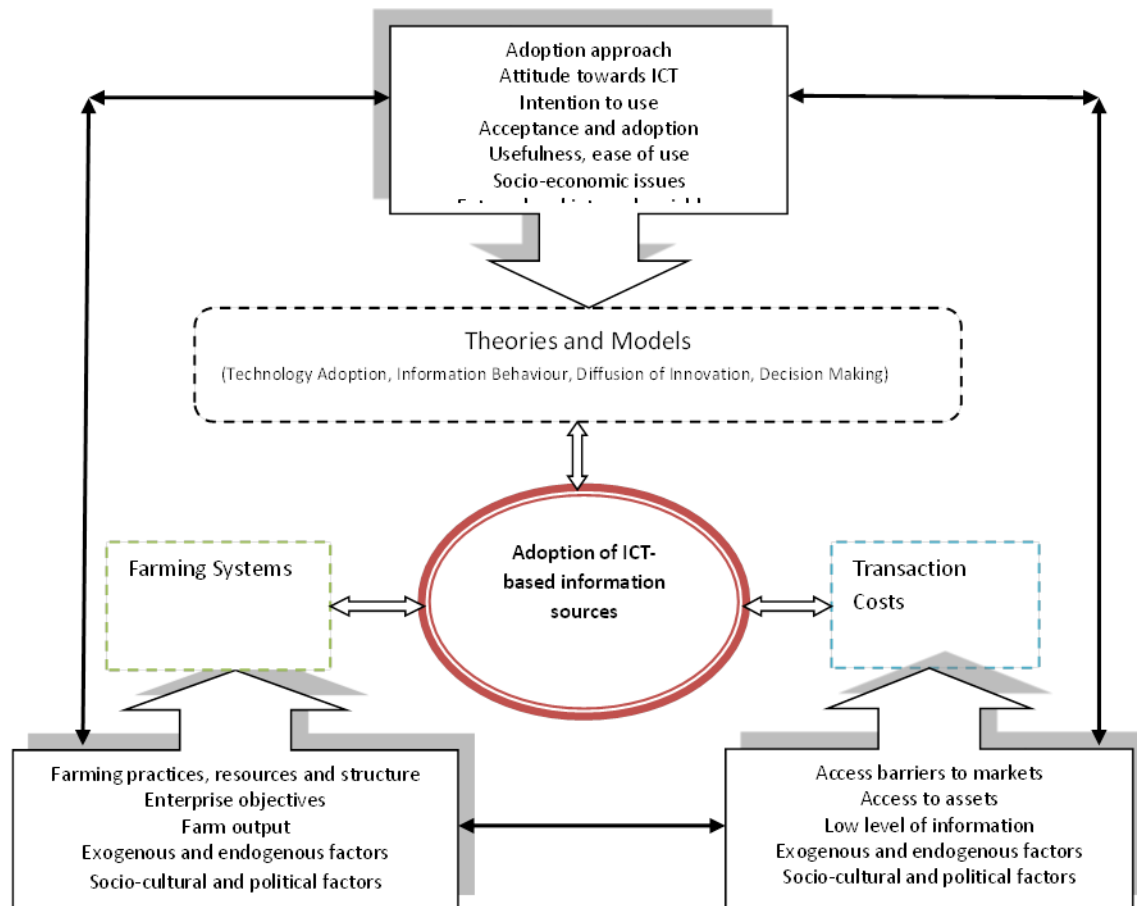 Adoption approach
Attitude towards ICT
Intention to use
Acceptance and adoption
Usefulness, ease of use
Socio-economic issues
Theories and Models
(Technology Adoption, Information Behaviour, Diffusion of Innovation, Decision Making)
Adoption of ICT-
based information
sources
Farming Systems
Transaction
Costs
Farming practices, resources and structure
Enterprise objectives
Farm output
Exogenous and endogenous factors
Socio-cultural and political factors
Access barriers to markets
Access to assets
Low level of information
Exogenous and endogenous factors
Socio-cultural and political factors